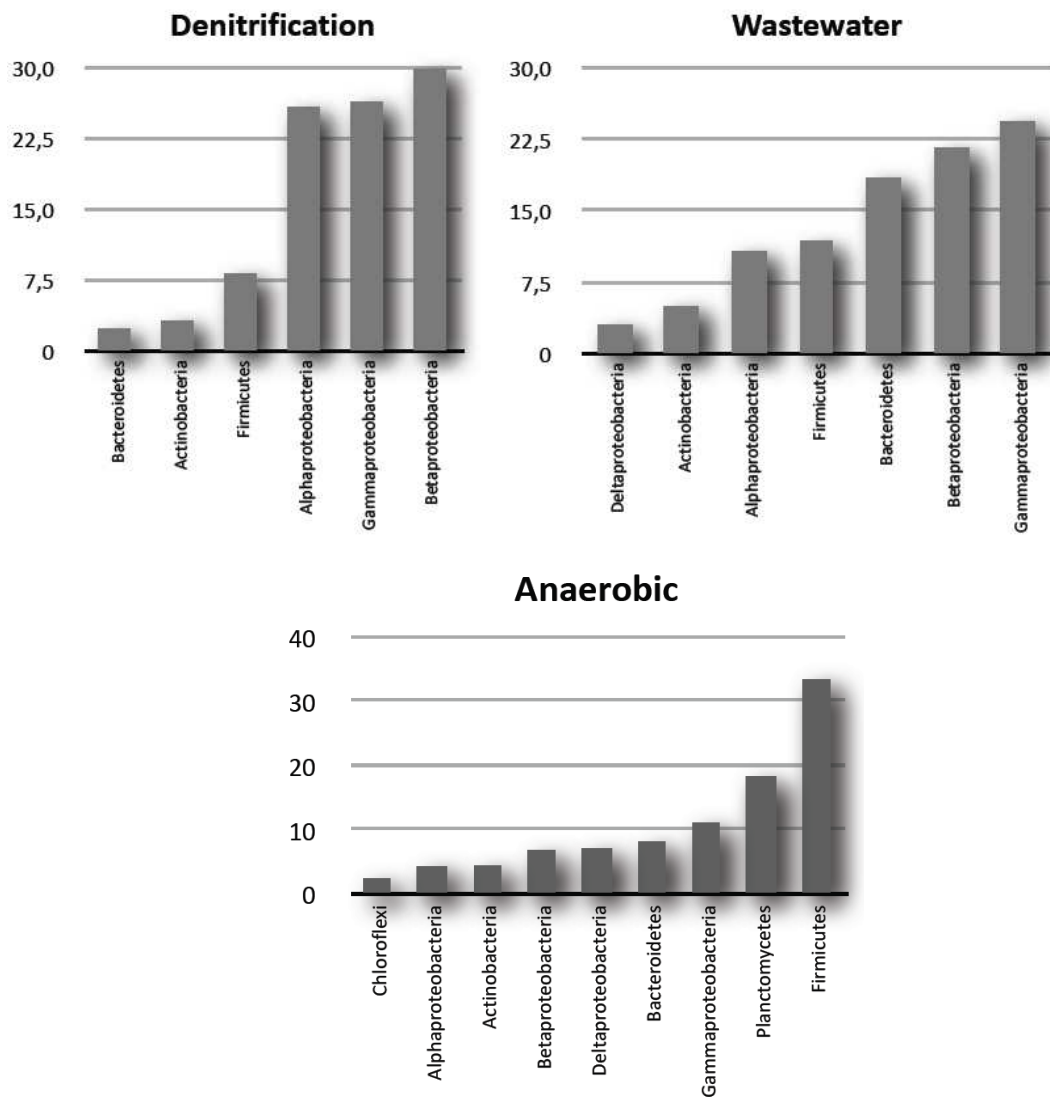 Denitrification
30,0
22,5
15,0
7,5
0
Bacteroidetes
Actinobacteria
Firmicutes
Alphaproteobacteria
Gammaproteobacteria
Betaproteobacteria
Wastewater
30,0
22,5
15,0
7,5
0
Deltaproteobacteria
Actinobacteria
Alphaproteobacteria
Firmicutes
Bacteroidetes
Betaproteobacteria
Gammaproteobacteria
Anaerobic
40
30
20
10
0
Chloroflexi
Alphaproteobacteria
Actinobacteria
Betaproteobacteria
Deltaproteobacteria
Bacteroidetes
Gammaproteobacteria
Planctomycetes
Firmicutes